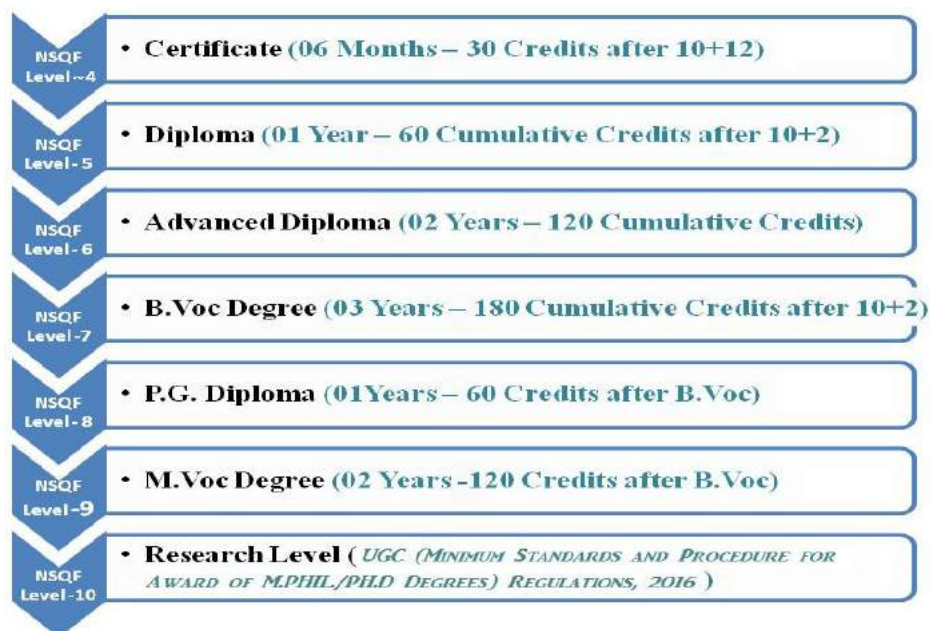 NSQF
Level-4
• Certificate (06 Months – 30 Credits after 10+12)
NSQF
Level-5
• Diploma (01 Year – 60 Cumulative Credits after 10+2)
NSQF
Level-6
• Advanced Diploma (02 Years – 120 Cumulative Credits)
NSQF
Level-7
• B.Voc Degree (03 Years – 180 Cumulative Credits after 10+2)
NSQF
Level-8
• P.G. Diploma (01Years – 60 Credits after B.Voc)
NSQF
Level-9
• M.Voc Degree (02 Years -120 Credits after B.Voc)
NSQF
Level-10
• Research Level ( UGC (MINIMUM STANDARDS AND PROCEDURE FOR
AWARD OF M.PHIL./PH.D DEGREES) REGULATIONS, 2016 )